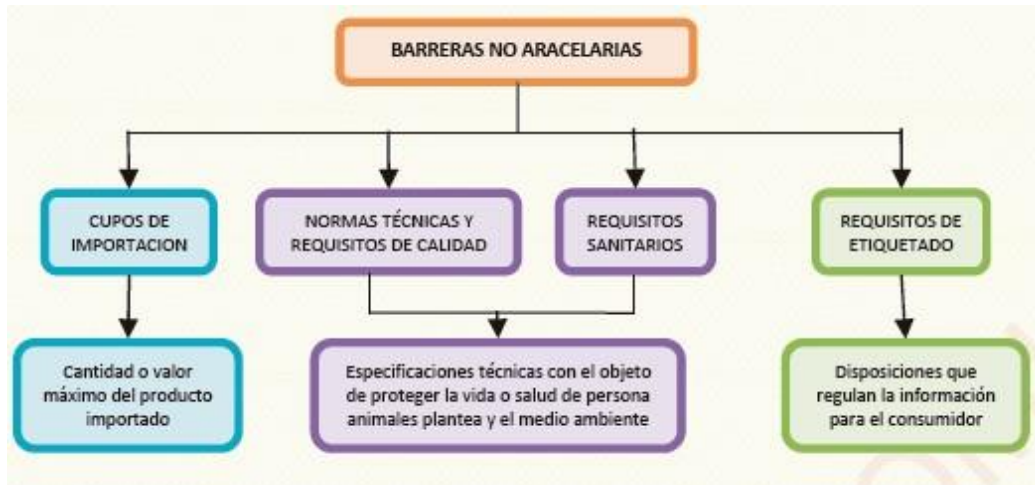 BARRERAS NO ARACELARIAS
CUPOS DE
IMPORTACION
NORMAS TÉCNICAS Y
REQUISITOS DE CALIDAD
REQUISITOS
SANITARIOS
REQUISITOS DE
ETIQUETADO
Cantidad o valor
máximo del producto
importado
Especificaciones técnicas con el objeto
de proteger la vida o salud de persona
animales plantea y el medio ambiente
Disposiciones que
regulan la información
para el consumidor